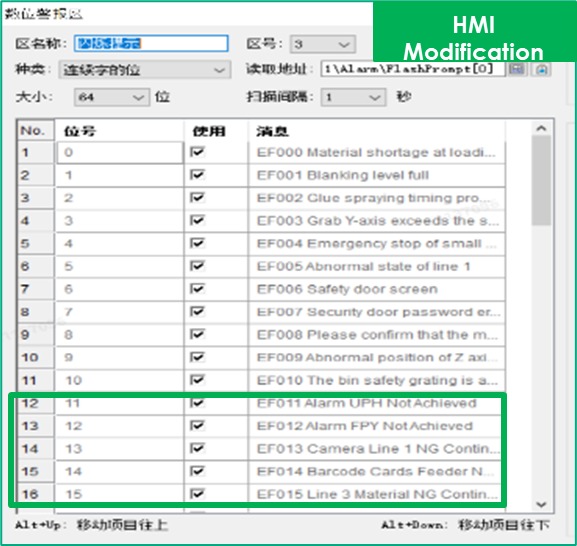 数位警报区
HMI
Modification
区名称: 闪烁提示 区号: 3
种类: 连续字的位 读取地址: 1\Alarm\FlashPrompt[0]
大小: 64 位 扫描间隔: 1 秒
No. 位号 使用 消息
1 0 EF000 Material shortage at loadi...
2 1 EF001 Blanking level full
3 2 EF002 Glue spraying timing pro...
4 3 EF003 Grab Y-axis exceeds the s...
5 4 EF004 Emergency stop of small ...
6 5 EF005 Abnormal state of line 1
7 6 EF006 Safety door screen
8 7 EF007 Security door password er...
9 8 EF008 Please confirm that the m...
10 9 EF009 Abnormal position of Z axi...
11 10 EF010 The bin safety grating is a...
12 11 EF011 Alarm UPH Not Achieved
13 12 EF012 Alarm FPY Not Achieved
14 13 EF013 Camera Line 1 NG Contin...
15 14 EF014 Barcode Cards Feeder N...
16 15 EF015 Line 3 Material NG Contin...
Alt+Up: 移动项目往上 Alt+Down: 移动项目往下